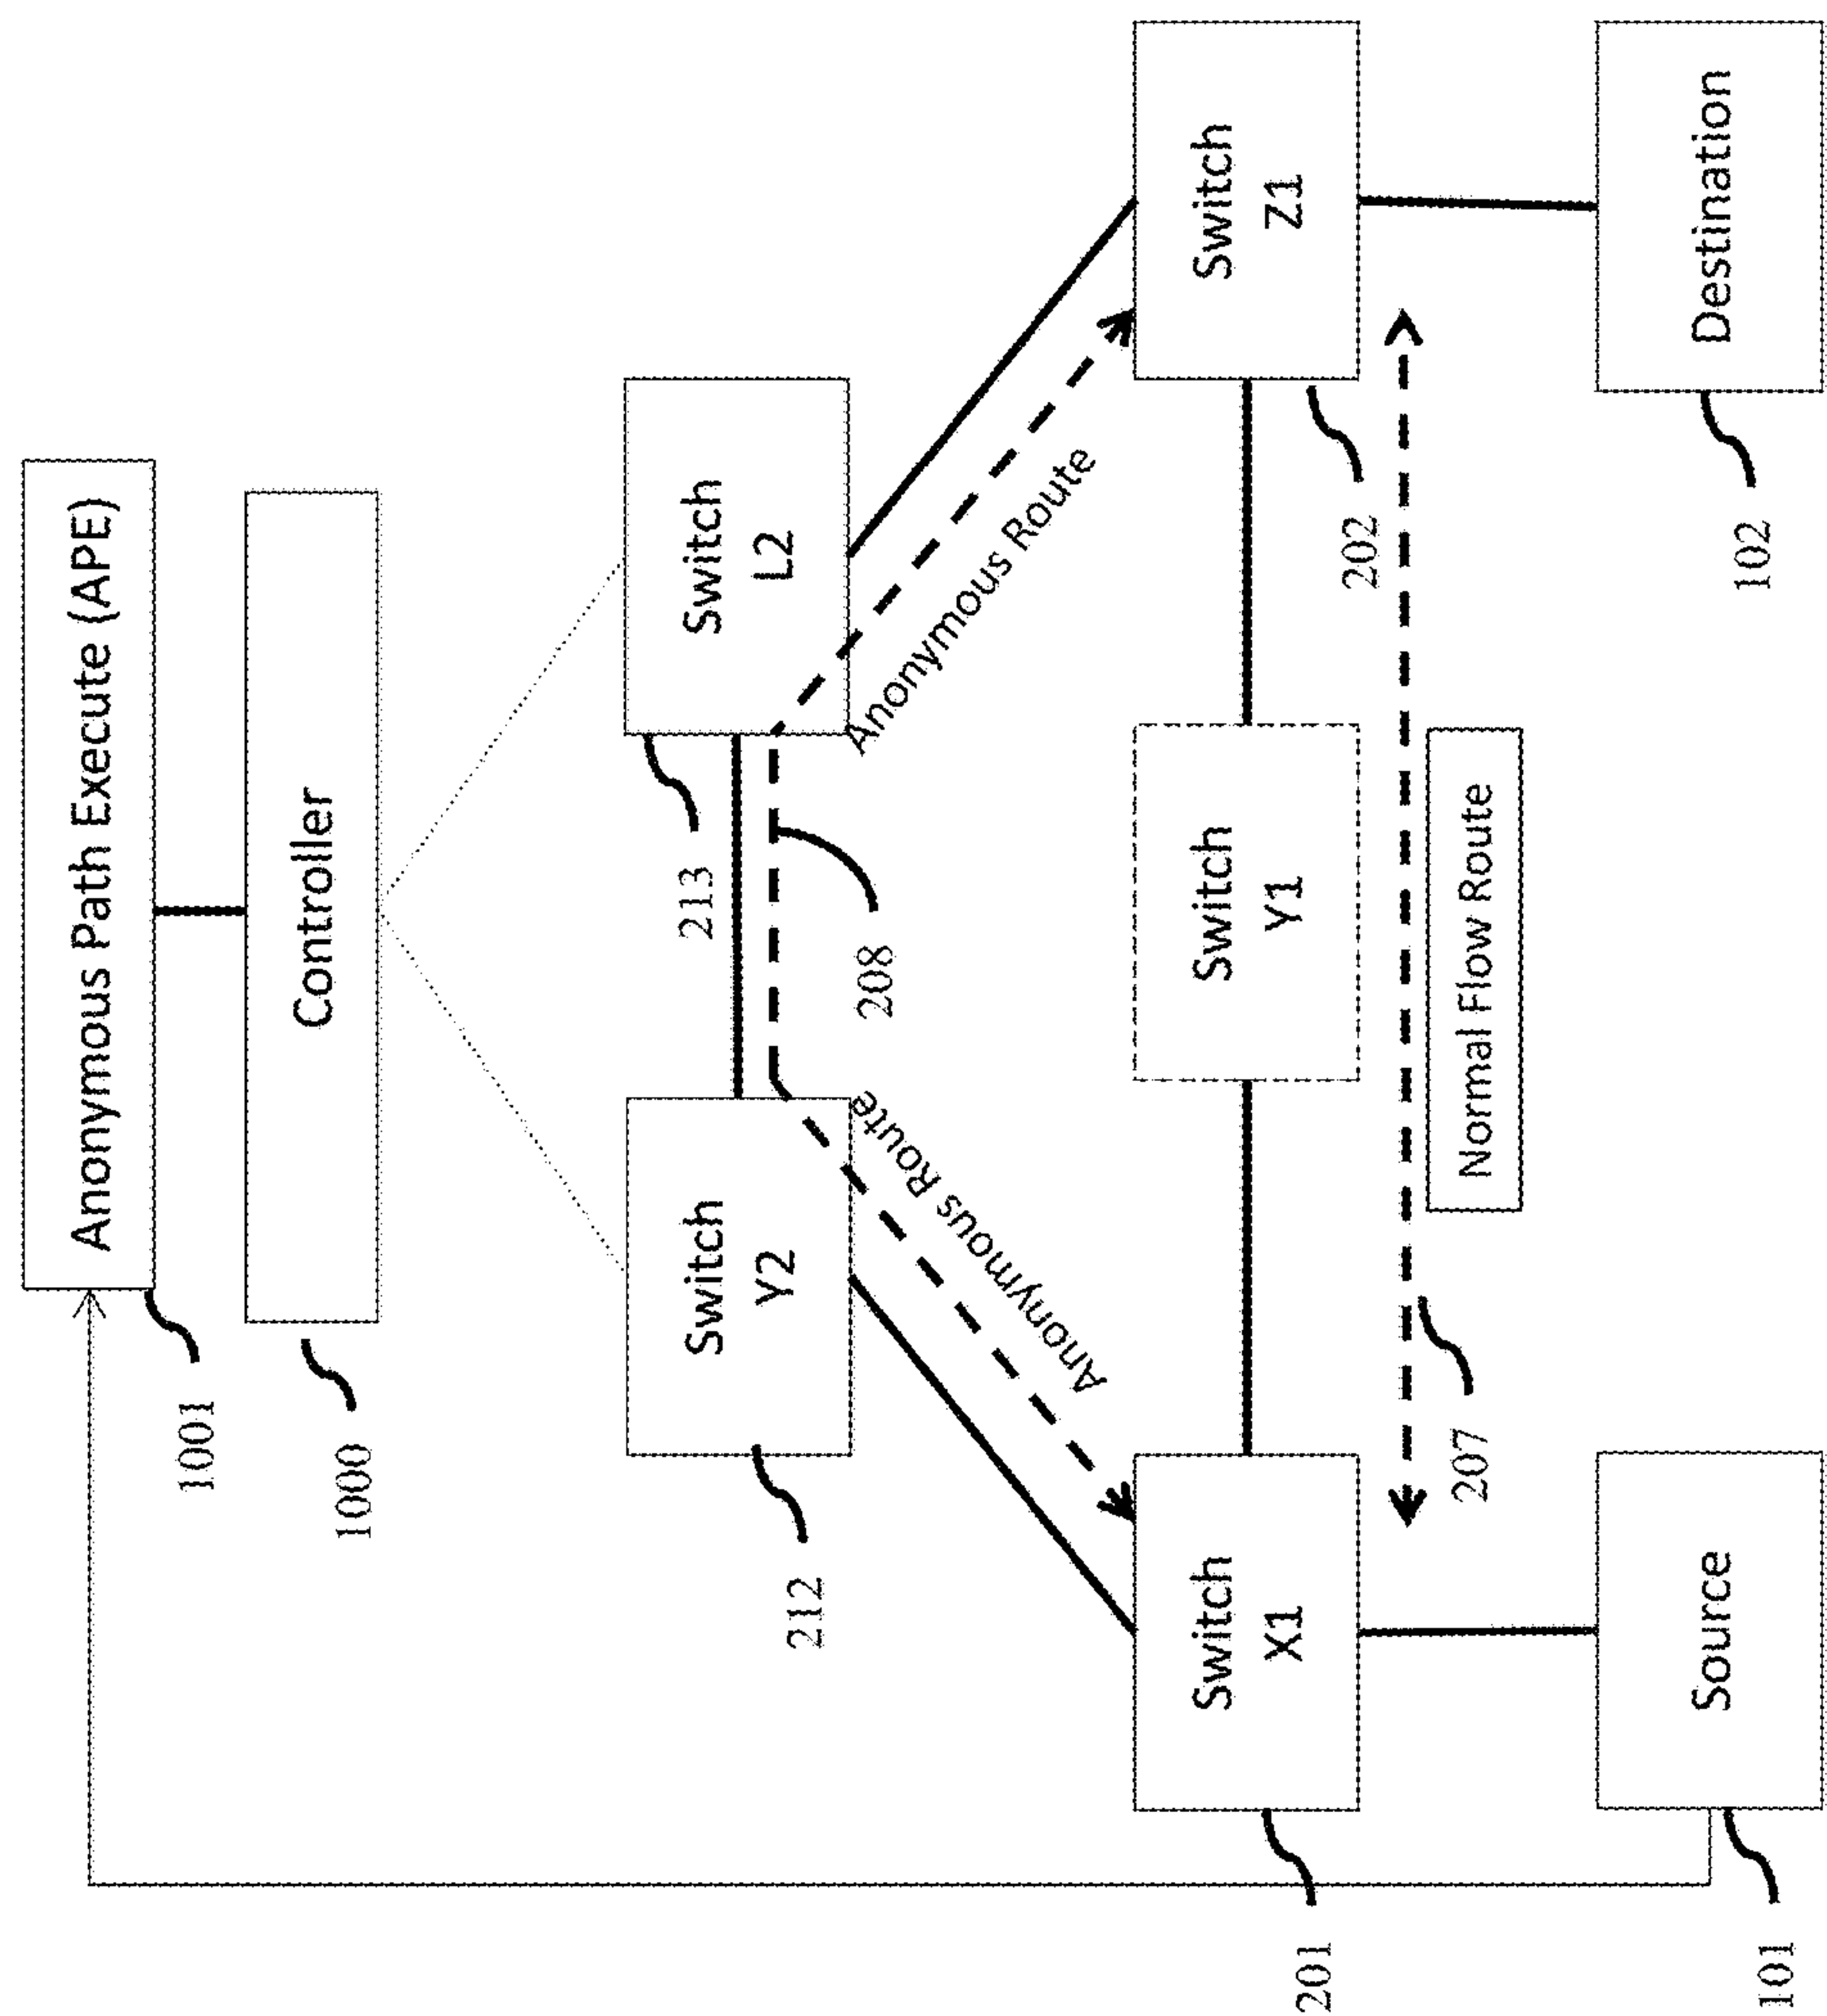 Anonymous Path Execute (APE)
1001
Controller
1000
Switch
Y2
212
Switch
L2
213
208
Anonymous Route
Anonymous Route
Switch
X1
201
Switch
Y1
Switch
Z1
202
Normal Flow Route
207
Source
101
Destination
102